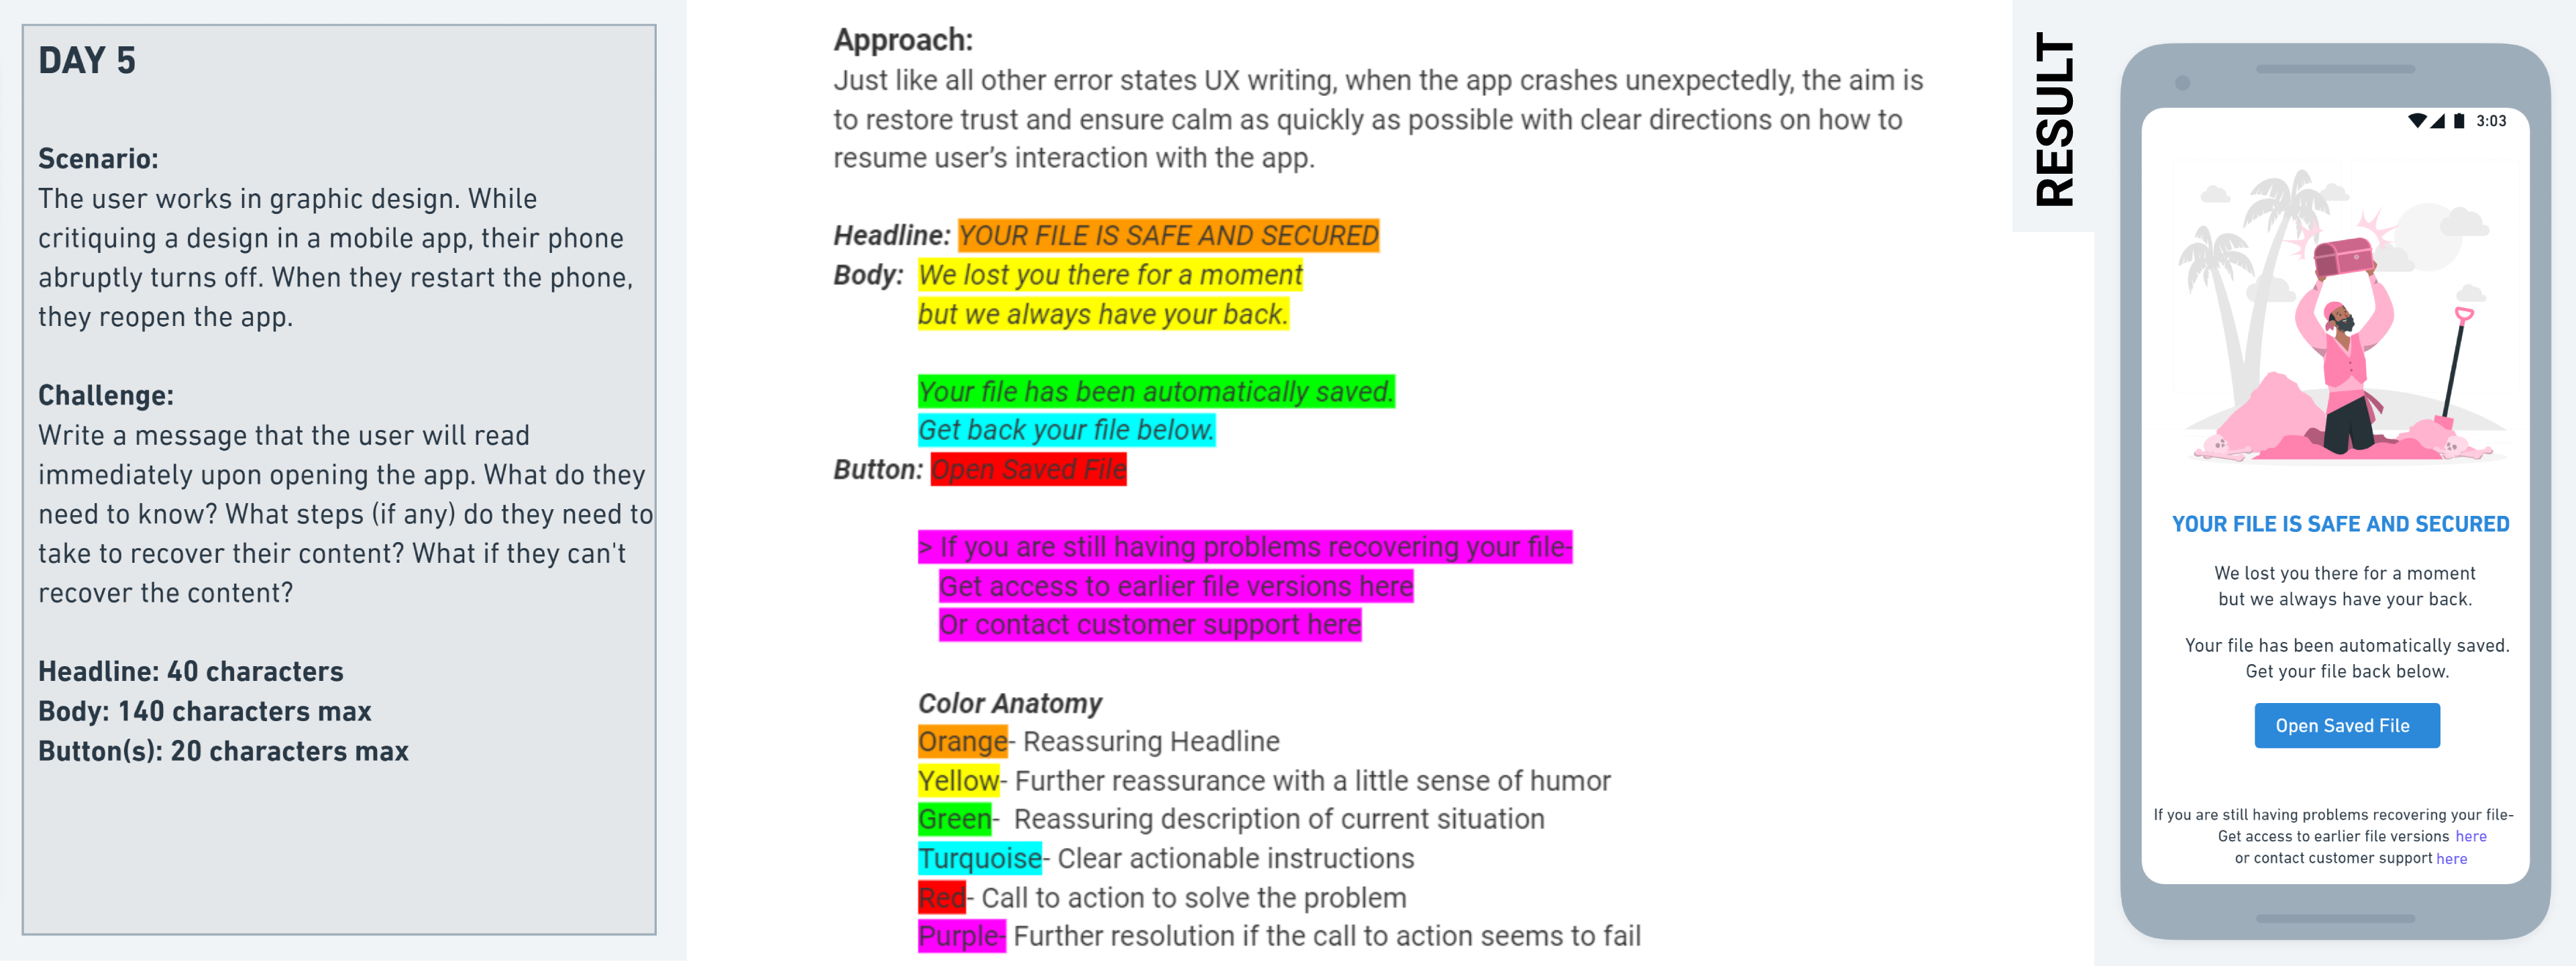 DAY 5
Scenario:
The user works in graphic design. While
critiquing a design in a mobile app, their phone
abruptly turns off. When they restart the phone,
they reopen the app.
Challenge:
Write a message that the user will read
immediately upon opening the app. What do they
need to know? What steps (if any) do they need to
take to recover their content? What if they can't
recover the content?
Headline: 40 characters
Body: 140 characters max
Button(s): 20 characters max
Approach:
Just like all other error states UX writing, when the app crashes unexpectedly, the aim is
to restore trust and ensure calm as quickly as possible with clear directions on how to
resume user's interaction with the app.
Headline: YOUR FILE IS SAFE AND SECURED
Body: We lost you there for a moment
but we always have your back.
Your file has been automatically saved.
Get back your file below.
Button: Open Saved File
> If you are still having problems recovering your file-
Get access to earlier file versions here
Or contact customer support here
Color Anatomy
Orange- Reassuring Headline
Yellow- Further reassurance with a little sense of humor
Green- Reassuring description of current situation
Turquoise- Clear actionable instructions
Red- Call to action to solve the problem
Purple- Further resolution if the call to action seems to fail
RESULT
3:03
YOUR FILE IS SAFE AND SECURED
We lost you there for a moment
but we always have your back.
Your file has been automatically saved.
Get your file back below.
Open Saved File
If you are still having problems recovering your file-
Get access to earlier file versions here
or contact customer support here